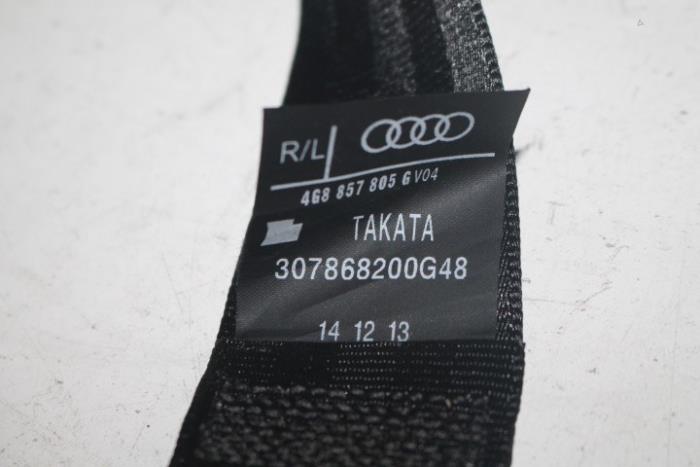 R/L
4G8 857 805 G V04
TAKATA
307868200G48
14 12 13